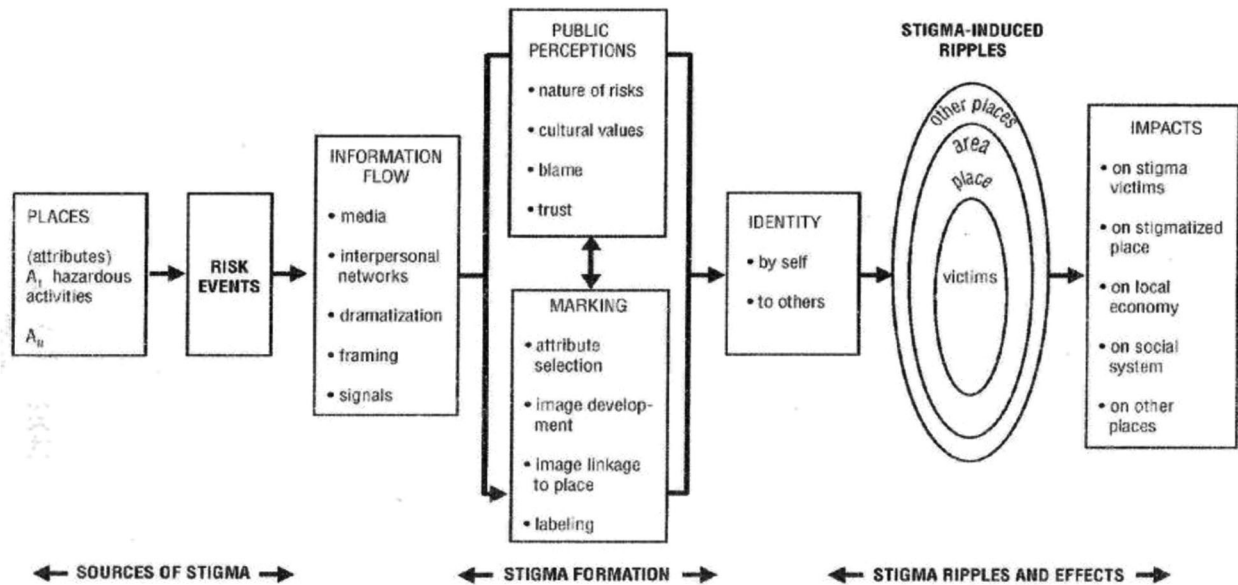 PLACES
(attributes)
A₁ hazardous
activities
Aₙ
RISK
EVENTS
INFORMATION
FLOW
• media
• interpersonal
networks
• dramatization
• framing
• signals
PUBLIC
PERCEPTIONS
• nature of risks
• cultural values
• blame
• trust
MARKING
• attribute
selection
• image develop-
ment
• image linkage
to place
• labeling
IDENTITY
• by self
• to others
STIGMA-INDUCED
RIPPLES
other places
area
place
victims
IMPACTS
• on stigma
victims
• on stigmatized
place
• on local
economy
• on social
system
• on other
places
SOURCES OF STIGMA
STIGMA FORMATION
STIGMA RIPPLES AND EFFECTS